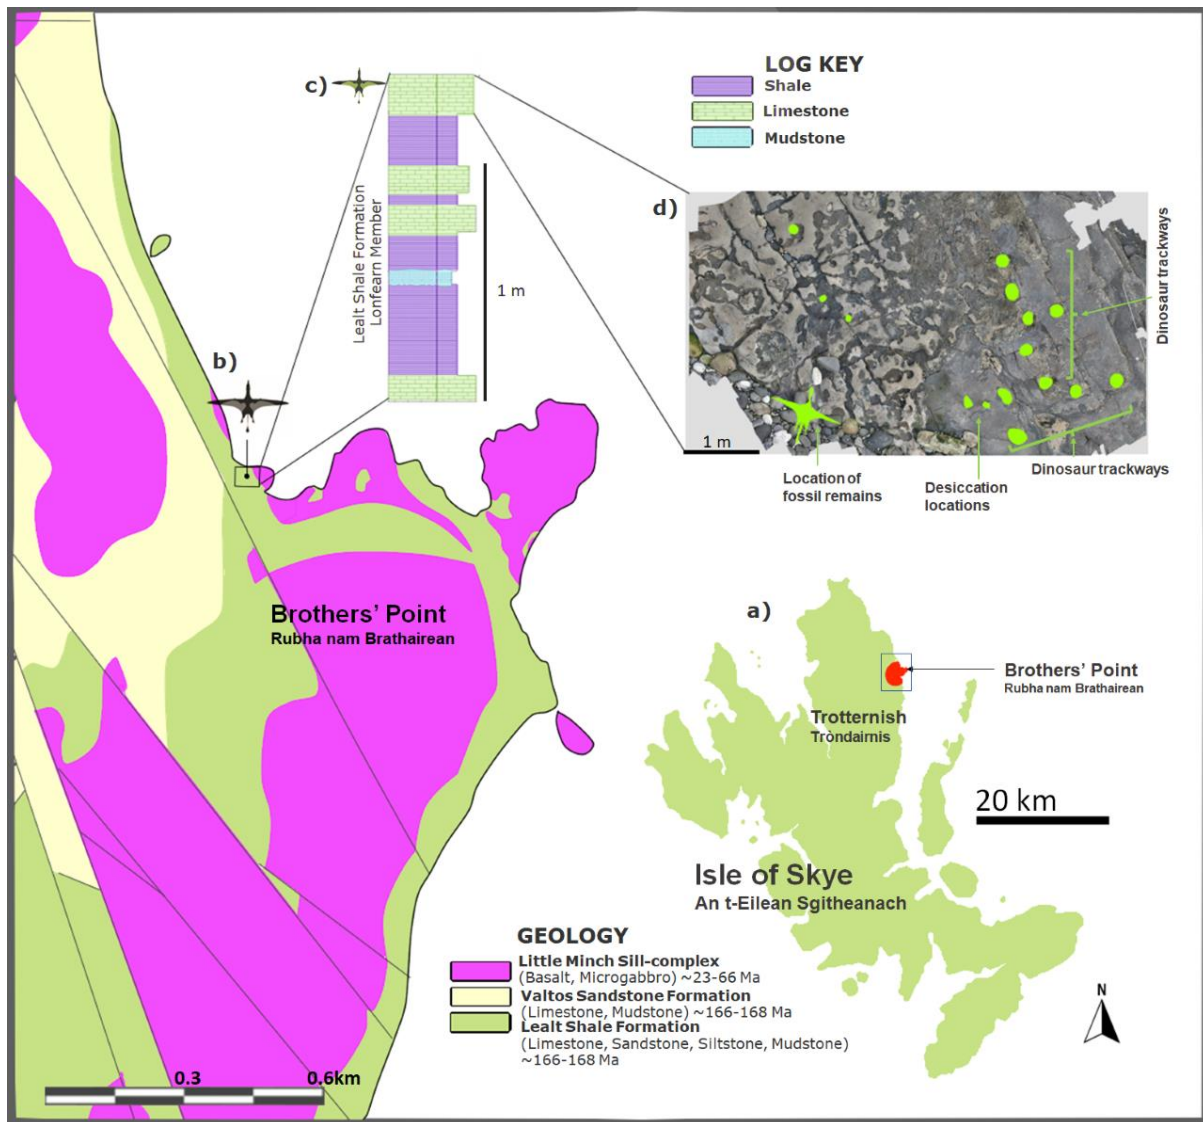 c)
LOG KEY
Shale
Limestone
Mudstone
Lealt Shale Formation
Lonfearn Member
1 m
d)
Dinosaur trackways
1 m
Location of
fossil remains
Desiccation
locations
Dinosaur trackways
b)
Brothers’ Point
Rubha nam Brathairean
a)
Brothers’ Point
Rubha nam Brathairean
Trotternish
Tròndairnis
20 km
Isle of Skye
An t-Eilean Sgitheanach
N
GEOLOGY
Little Minch Sill-complex
(Basalt, Microgabbro) ~23-66 Ma
Valtos Sandstone Formation
(Limestone, Mudstone) ~166-168 Ma
Lealt Shale Formation
(Limestone, Sandstone, Siltstone, Mudstone)
~166-168 Ma
0.3
0.6km